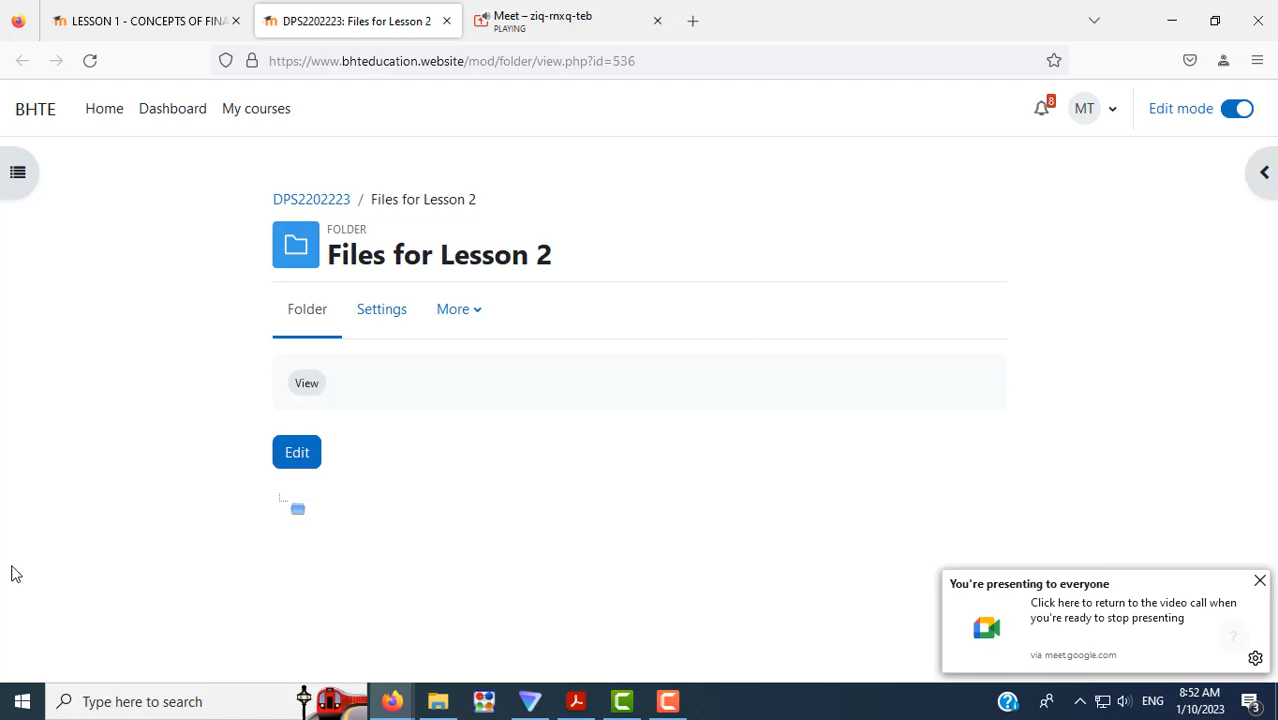 LESSON 1 - CONCEPTS OF FINA
DPS2202223: Files for Lesson 2
Meet – ziq-rnxq-teb
PLAYING
https://www.bhteducation.website/mod/folder/view.php?id=536
BHTE
Home
Dashboard
My courses
8
MT
Edit mode
DPS2202223 / Files for Lesson 2
FOLDER
Files for Lesson 2
Folder
Settings
More
View
Edit
You're presenting to everyone
Click here to return to the video call when
you're ready to stop presenting
via meet.google.com
?
Type here to search
ENG
8:52 AM
1/10/2023
3